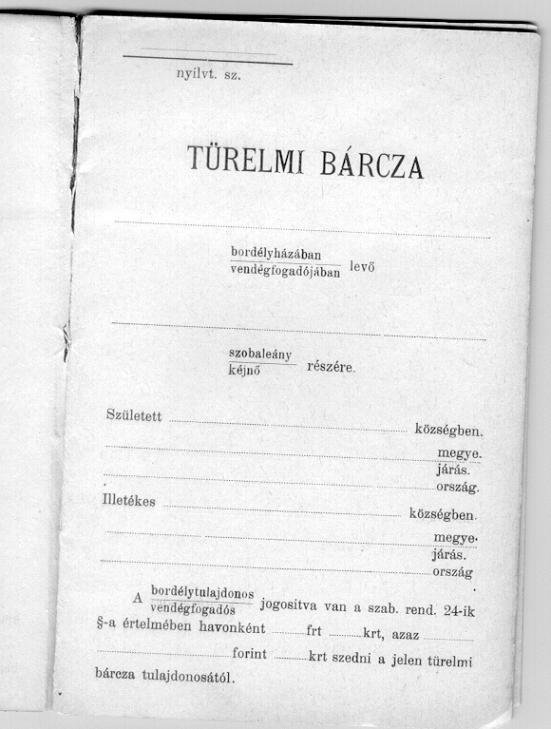 nyilvt. sz.
TÜRELMI BÁRCZA
bordélyházában
vendégfogadójában levő
szobaleány
kéjnő részére.
Született községben.
megye.
járás.
ország.
Illetékes községben.
megye.
járás.
ország
A bordélytulajdonos
vendégfogadós jogositva van a szab. rend. 24-ik
§-a értelmében havonként frt krt, azaz
forint krt szedni a jelen türelmi
bárcza tulajdonosától.